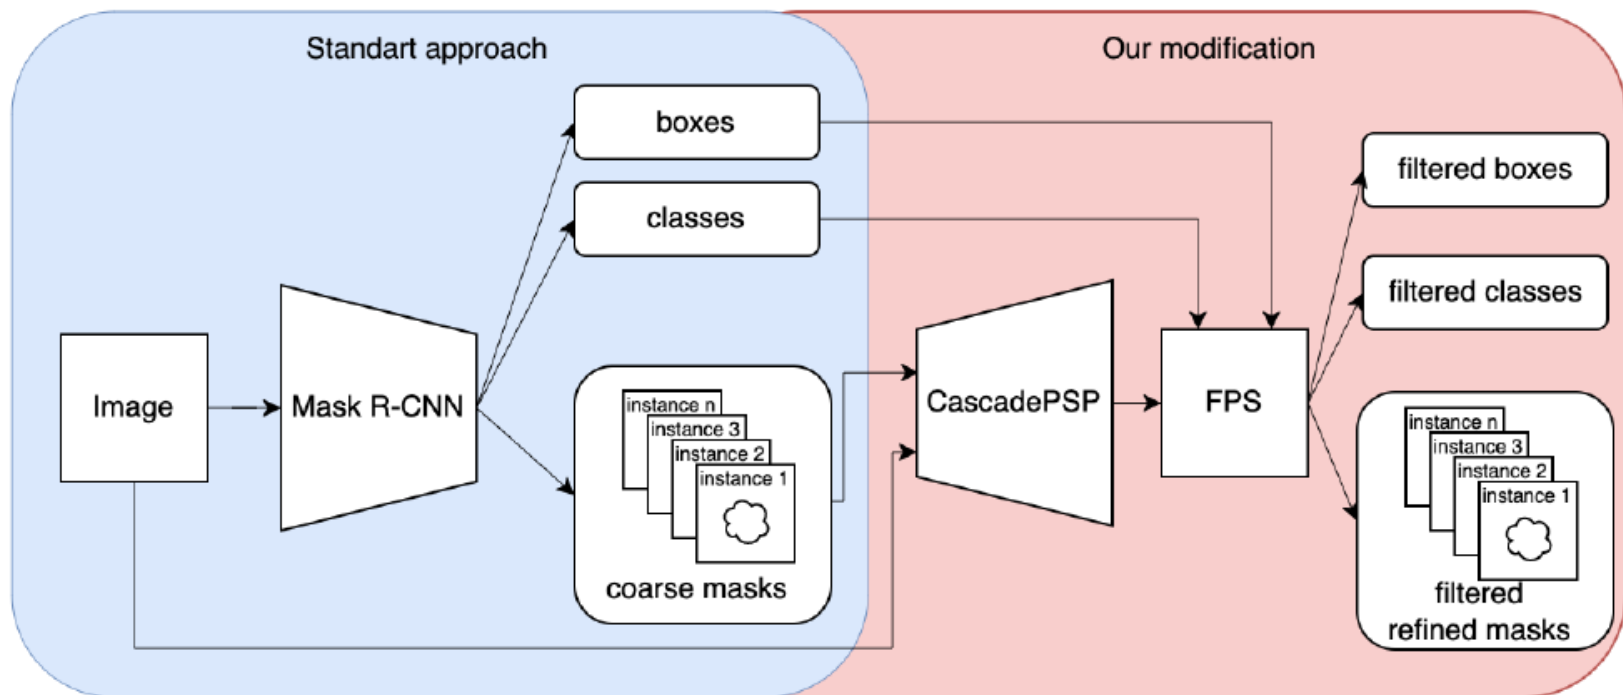 Standart approach
Our modification
boxes
classes
Image
Mask R-CNN
instance n
instance 3
instance 2
instance 1
coarse masks
CascadePSP
FPS
filtered boxes
filtered classes
instance n
instance 3
instance 2
instance 1
filtered
refined masks